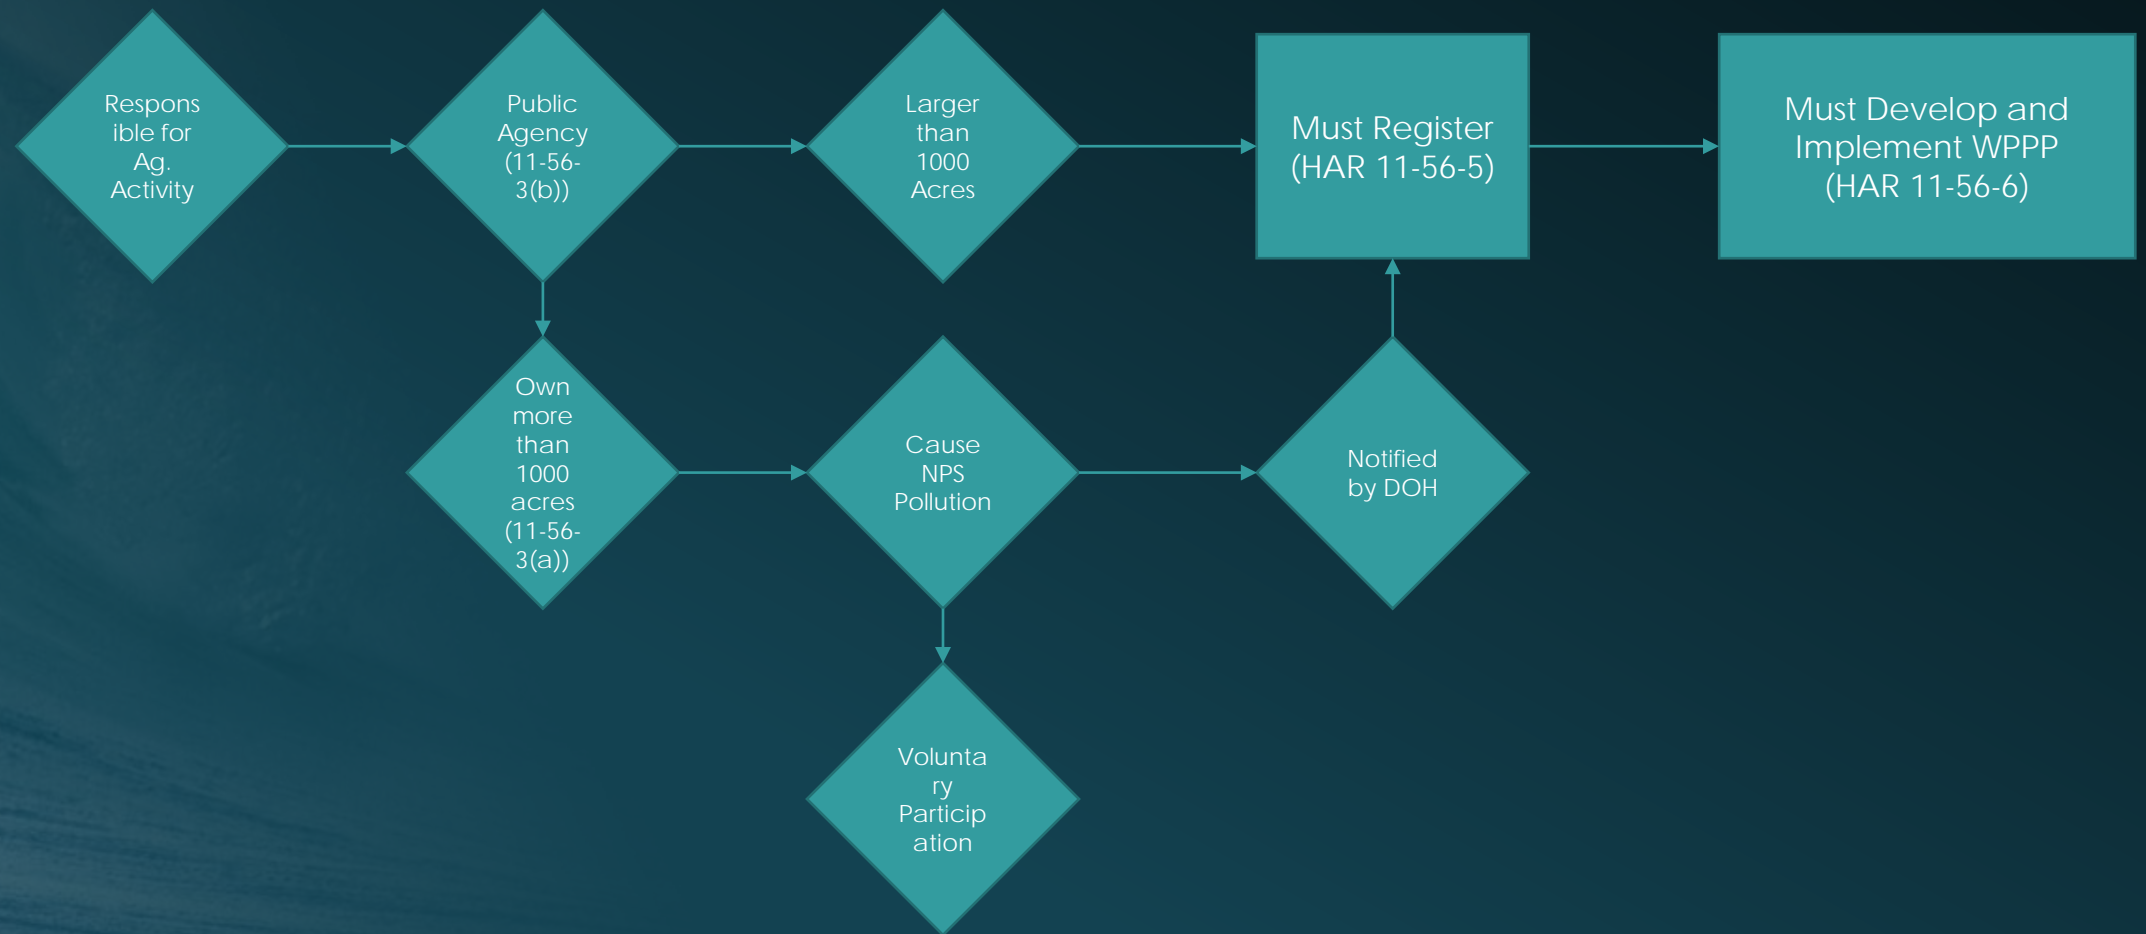 Respons
ible for
Ag.
Activity
Public
Agency
(11-56-
3(b))
Larger
than
1000
Acres
Must Register
(HAR 11-56-5)
Must Develop and
Implement WPPP
(HAR 11-56-6)
Own
more
than
1000
acres
(11-56-
3(a))
Cause
NPS
Pollution
Notified
by DOH
Volunta
ry
Particip
ation